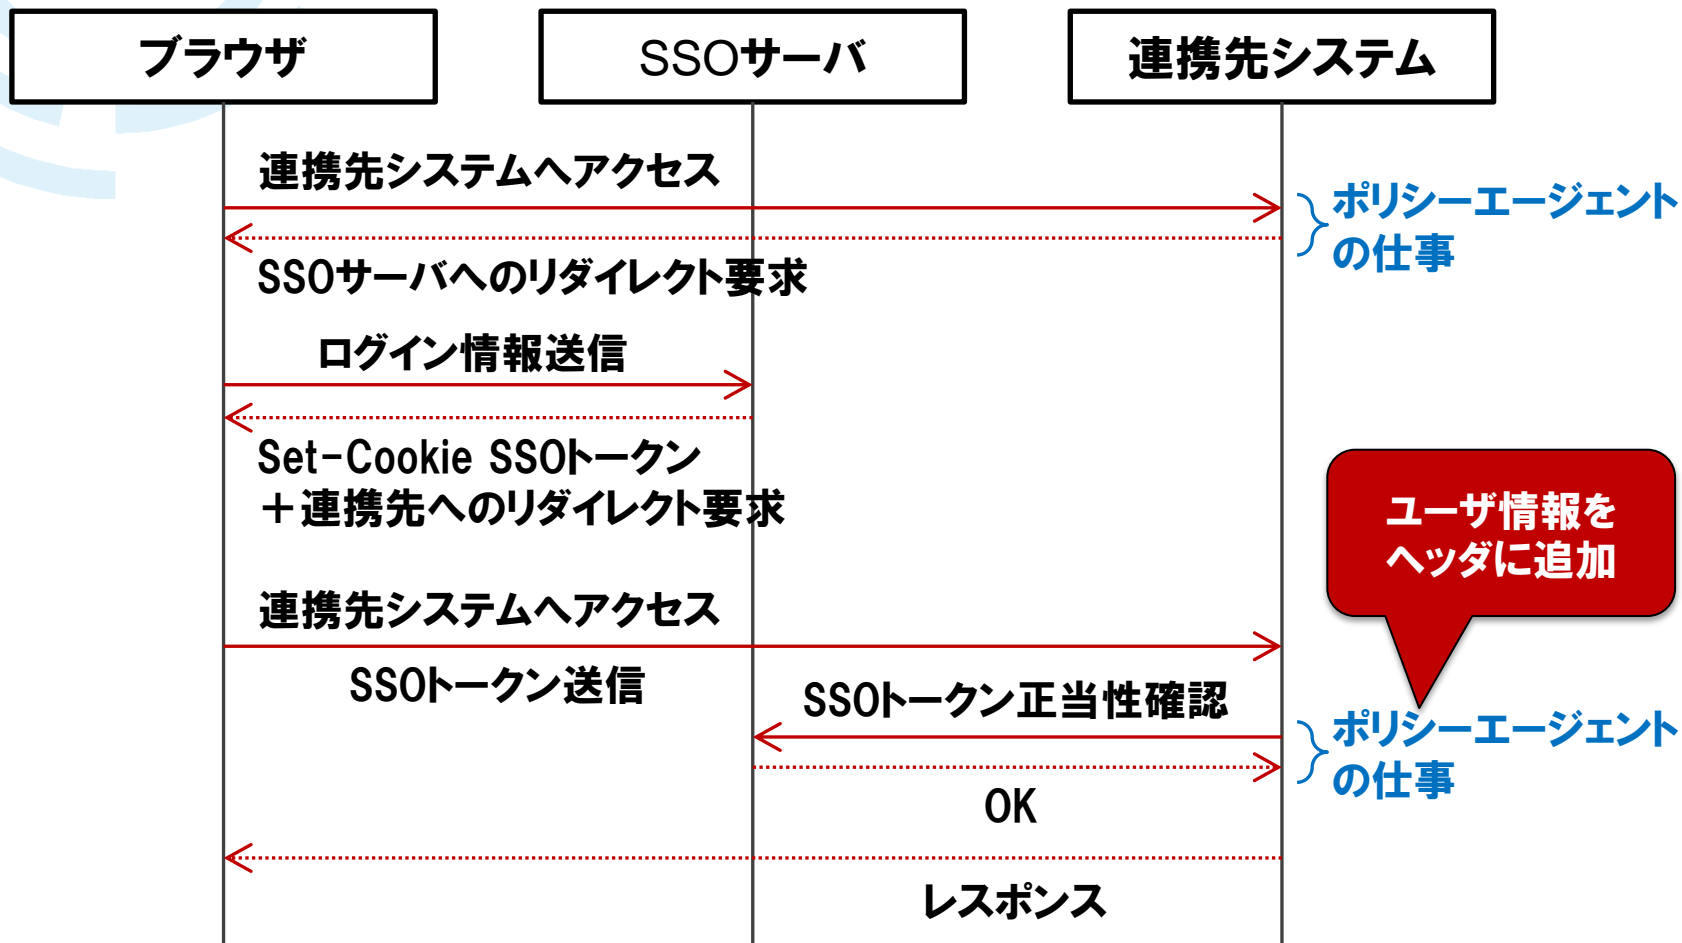 ブラウザ
SSOサーバ
連携先システム
連携先システムへアクセス
ポリシーエージェント
の仕事
SSOサーバへのリダイレクト要求
ログイン情報送信
Set-Cookie SSOトークン
＋連携先へのリダイレクト要求
ユーザ情報を
ヘッダに追加
連携先システムへアクセス
SSOトークン送信
SSOトークン正当性確認
ポリシーエージェント
の仕事
OK
レスポンス